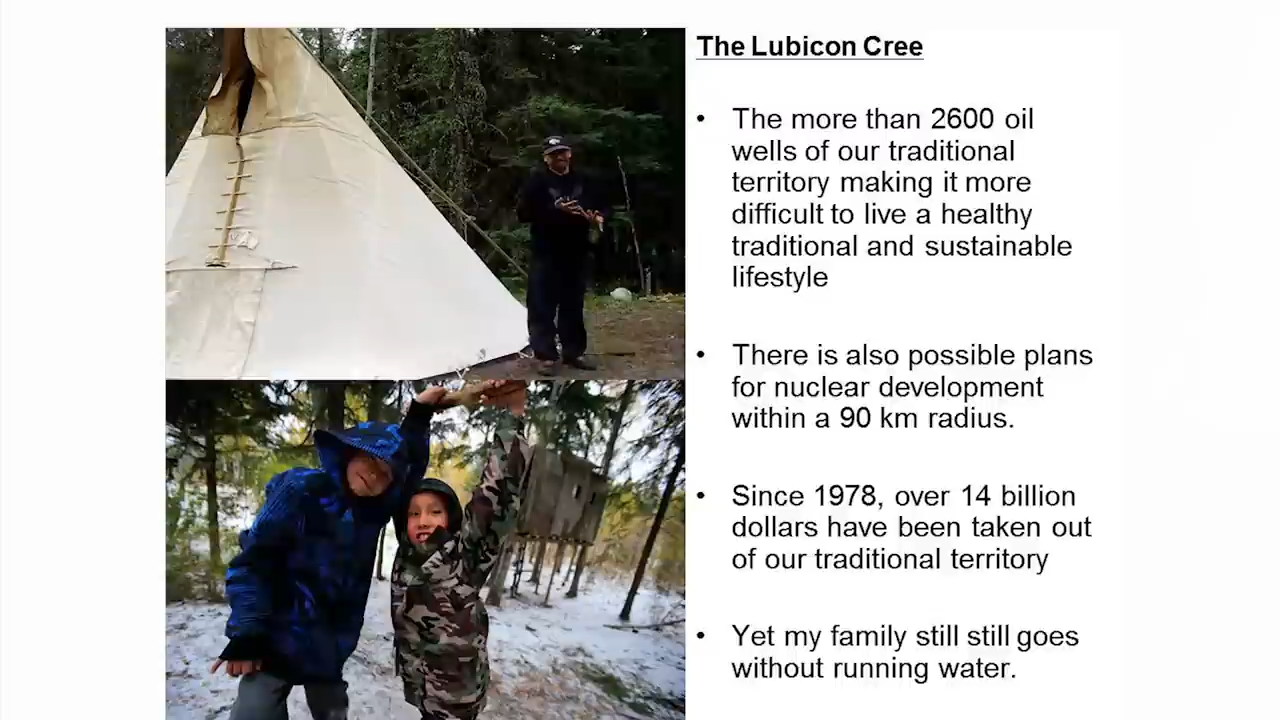 The Lubicon Cree
• The more than 2600 oil
wells of our traditional
territory making it more
difficult to live a healthy
traditional and sustainable
lifestyle
• There is also possible plans
for nuclear development
within a 90 km radius.
• Since 1978, over 14 billion
dollars have been taken out
of our traditional territory
• Yet my family still still goes
without running water.